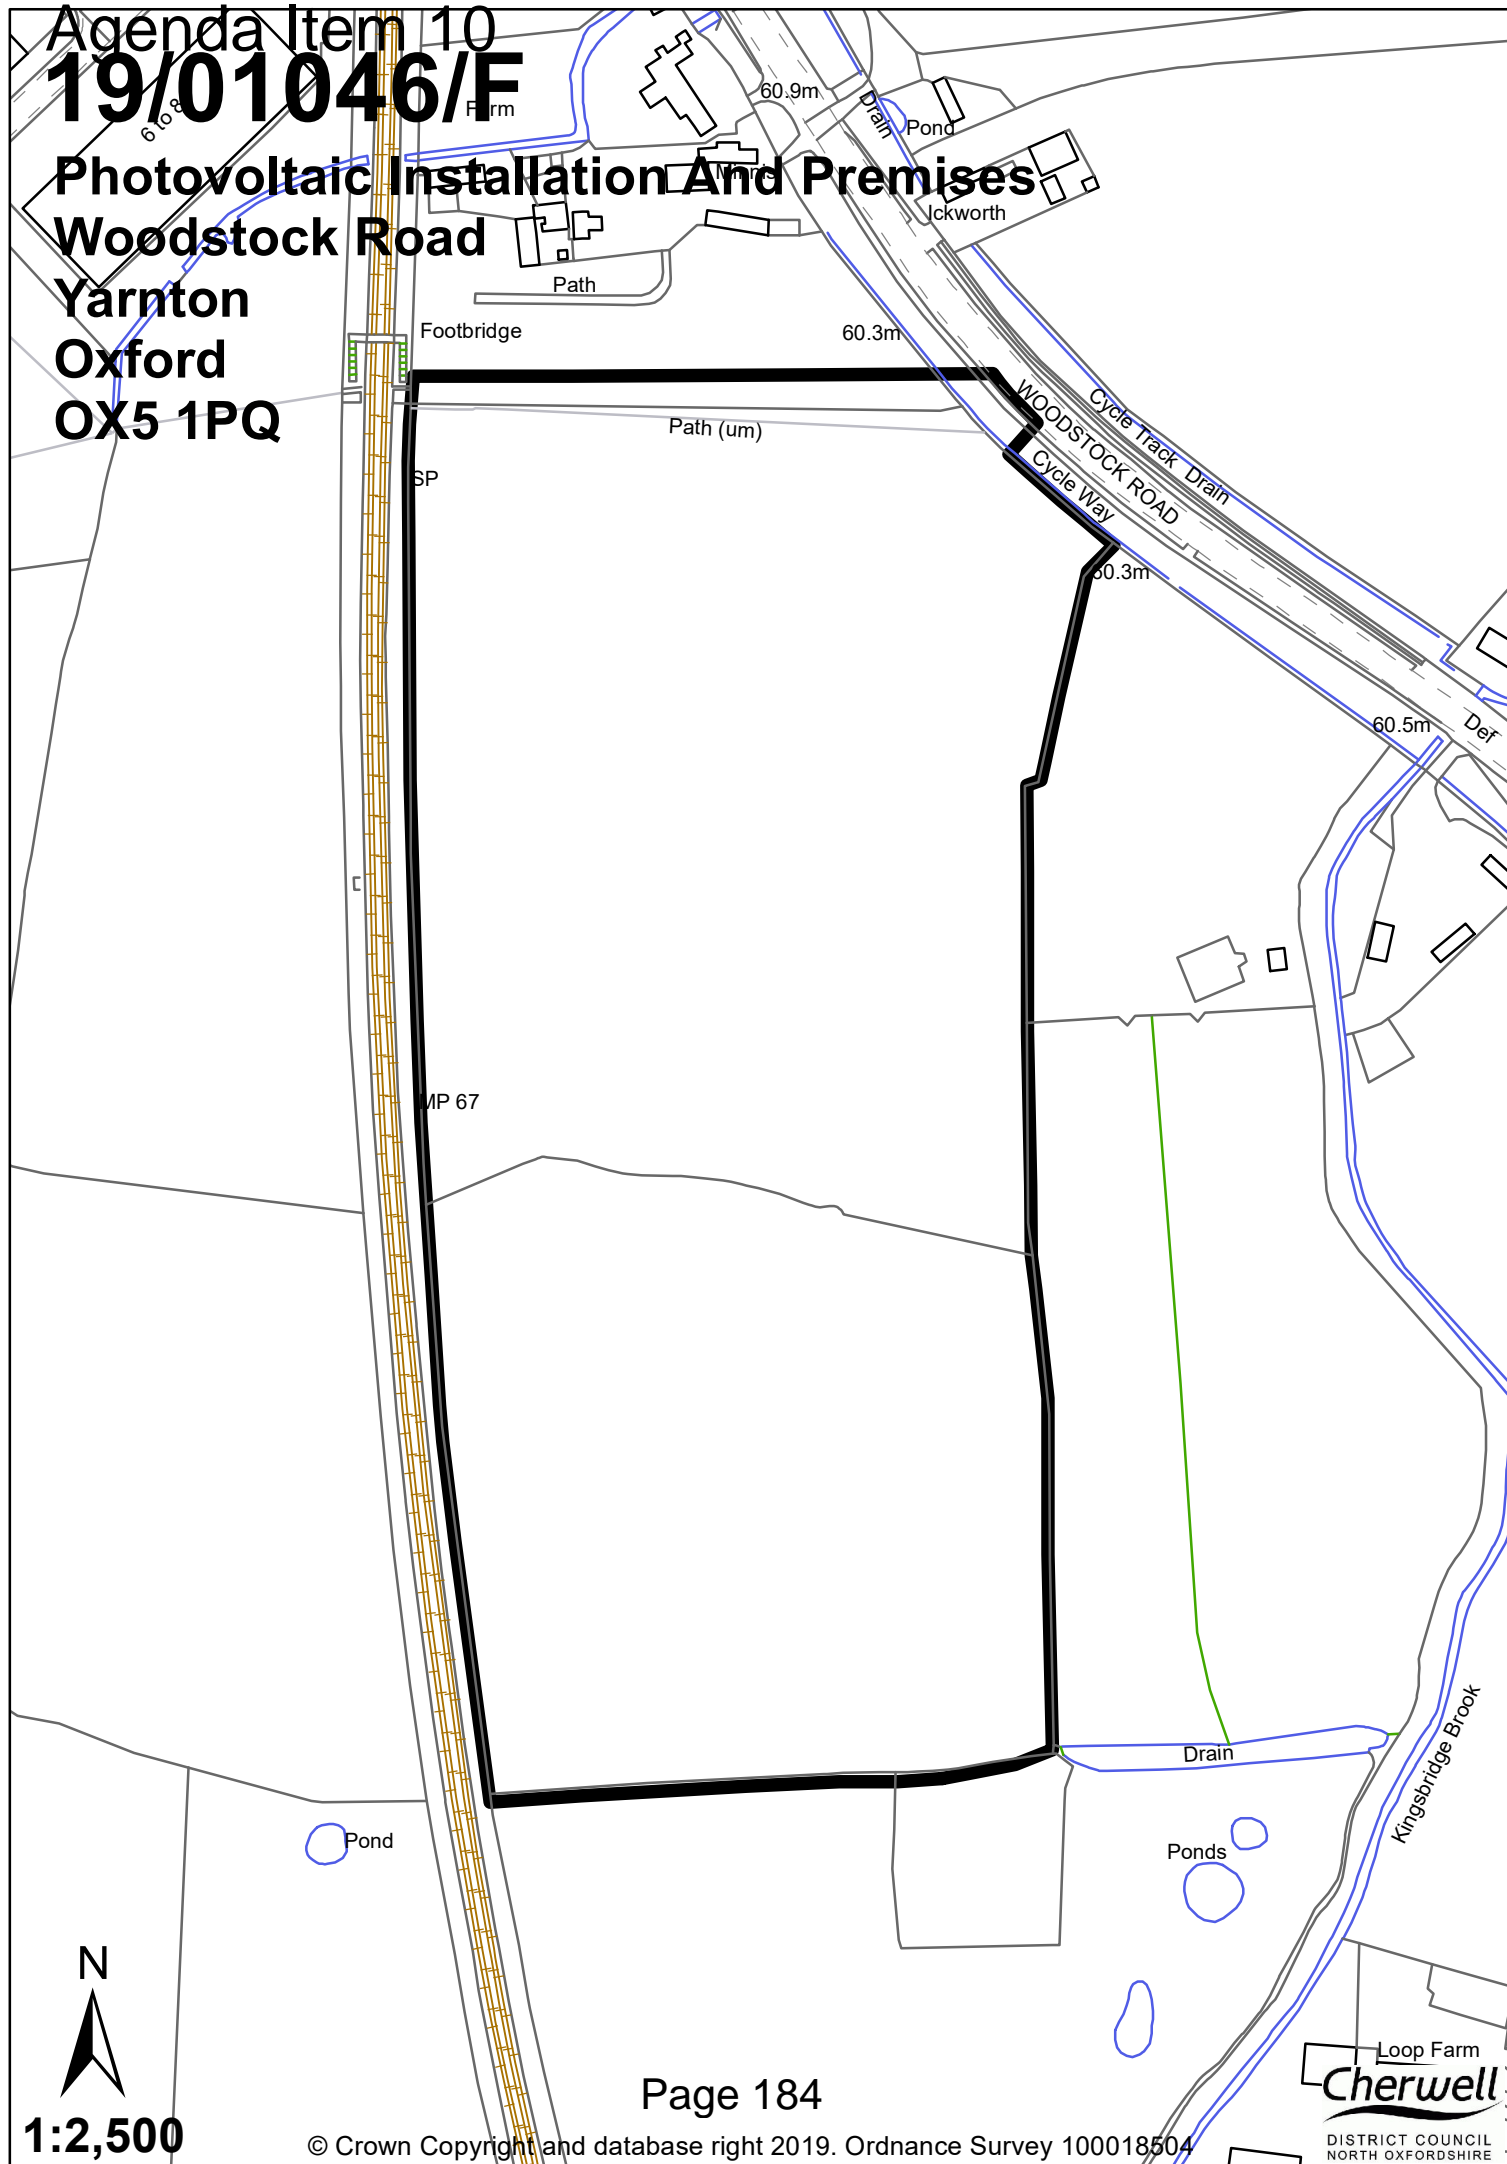 Agenda Item 10
19/01046/F
Photovoltaic Installation And Premises
Woodstock Road
Yarnton
Oxford
OX5 1PQ
6 to 8
Farm
60.9m
Drain
Pond
Ickworth
Path
Footbridge
60.3m
Path (um)
WOODSTOCK ROAD
Cycle Track
Drain
Cycle Way
SP
60.3m
60.5m
Def
MP 67
Drain
Kingsbridge Brook
Pond
Ponds
N
Loop Farm
Cherwell
DISTRICT COUNCIL
NORTH OXFORDSHIRE
Page 184
1:2,500
© Crown Copyright and database right 2019. Ordnance Survey 100018504